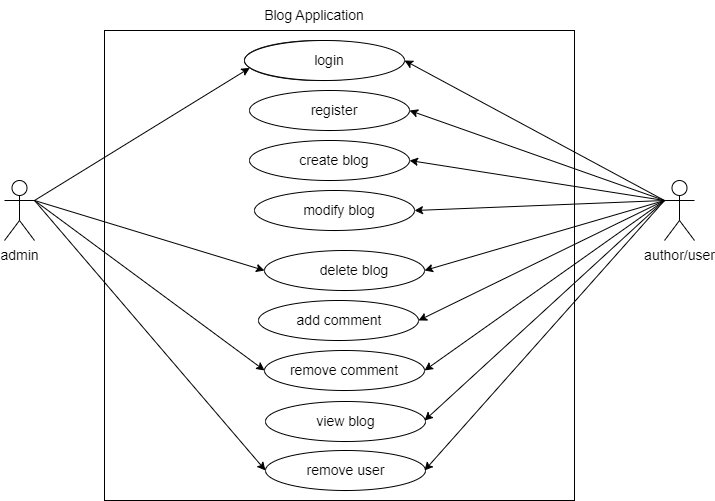 Blog Application
login
register
create blog
modify blog
admin
author/user
delete blog
add comment
remove comment
view blog
remove user